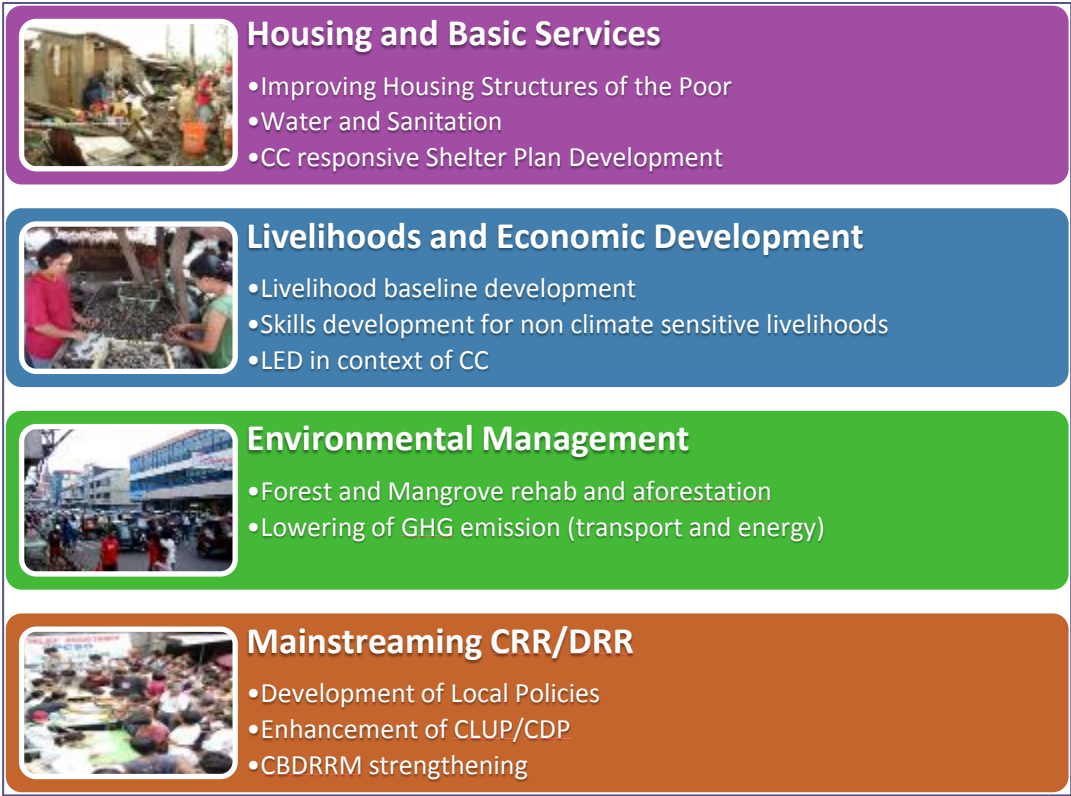 Housing and Basic Services
•Improving Housing Structures of the Poor
•Water and Sanitation
•CC responsive Shelter Plan Development
Livelihoods and Economic Development
•Livelihood baseline development
•Skills development for non climate sensitive livelihoods
•LED in context of CC
Environmental Management
•Forest and Mangrove rehab and aforestation
•Lowering of GHG emission (transport and energy)
Mainstreaming CRR/DRR
•Development of Local Policies
•Enhancement of CLUP/CDP
•CBDRRM strengthening